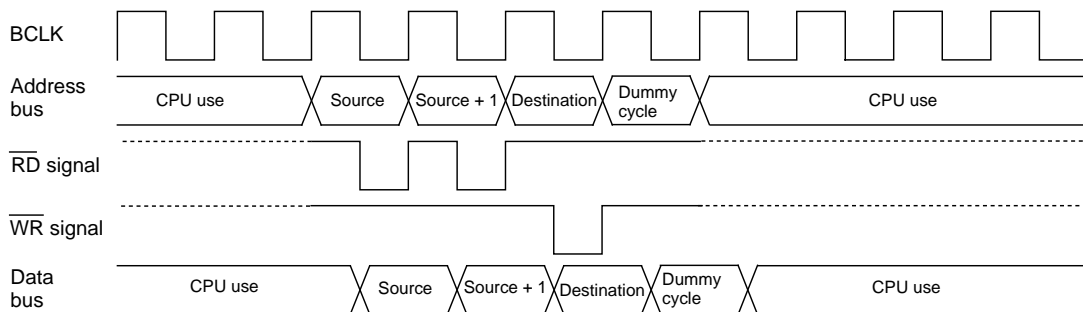 BCLK
Address
bus
CPU use
Source
Source + 1
Destination
Dummy
cycle
CPU use
RD signal
WR signal
Data
bus
CPU use
Source
Source + 1
Destination
Dummy
cycle
CPU use